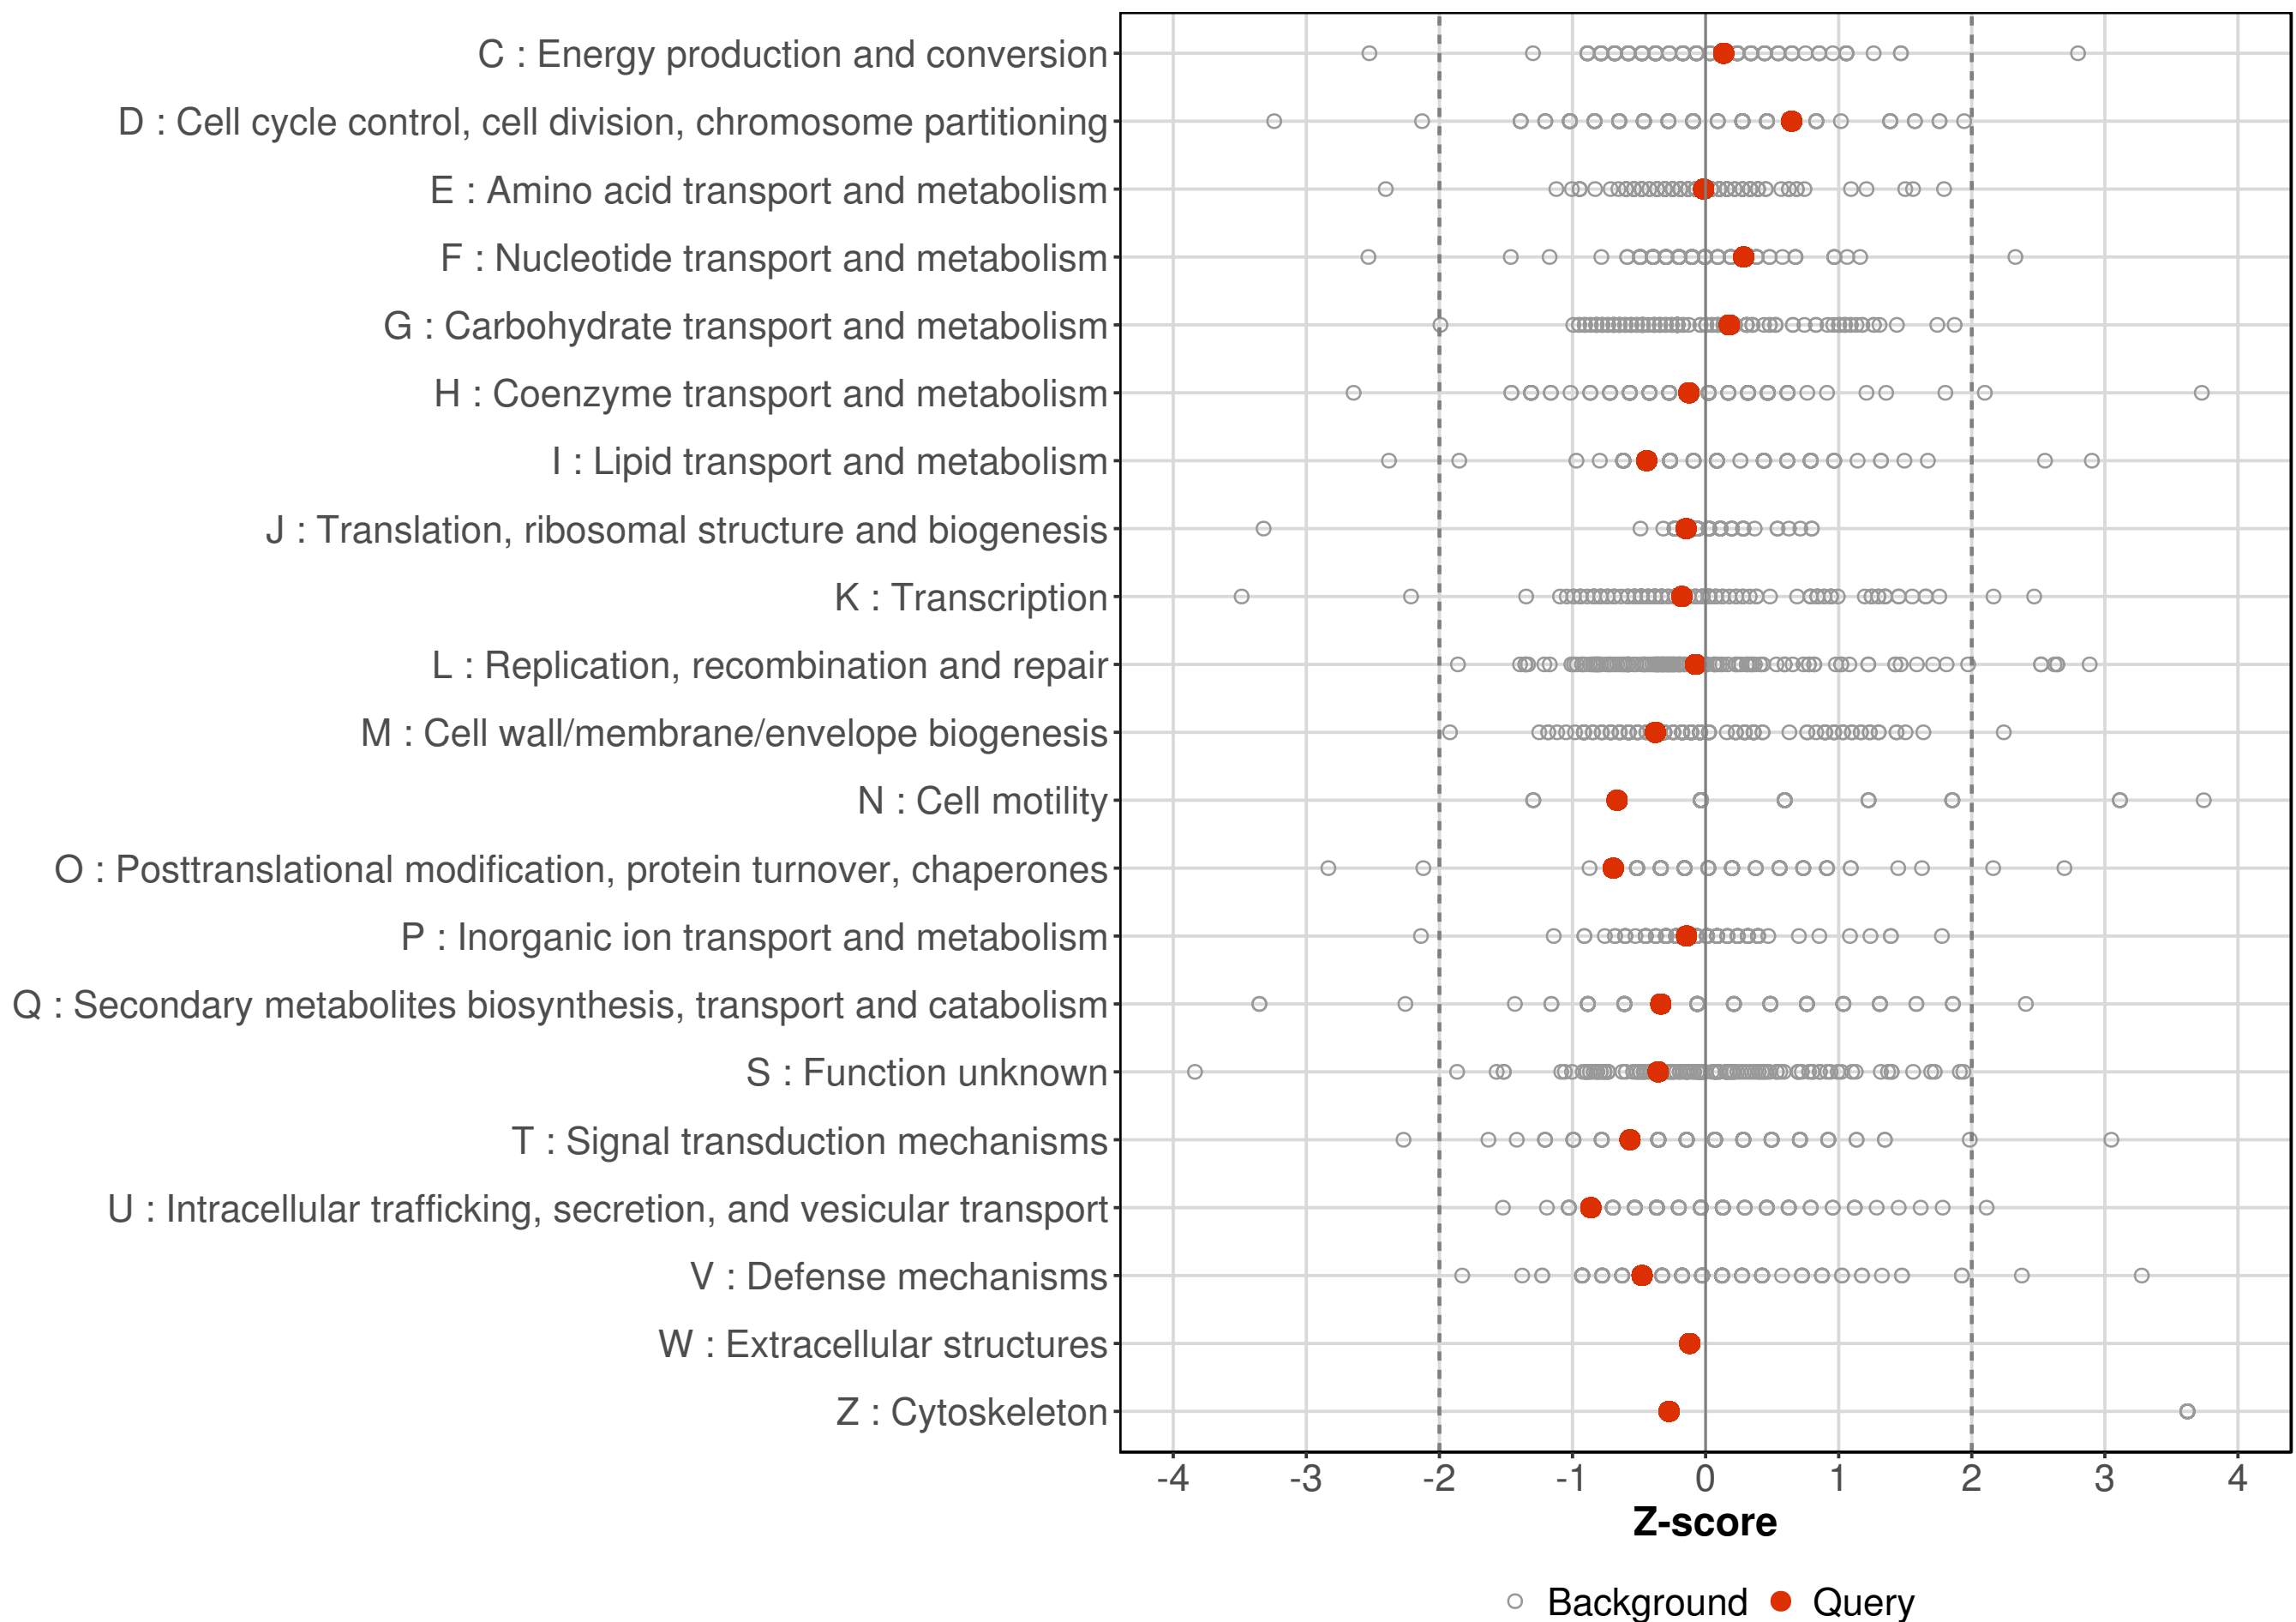 C : Energy production and conversion
D : Cell cycle control, cell division, chromosome partitioning
E : Amino acid transport and metabolism
F : Nucleotide transport and metabolism
G : Carbohydrate transport and metabolism
H : Coenzyme transport and metabolism
I : Lipid transport and metabolism
J : Translation, ribosomal structure and biogenesis
K : Transcription
L : Replication, recombination and repair
M : Cell wall/membrane/envelope biogenesis
N : Cell motility
O : Posttranslational modification, protein turnover, chaperones
P : Inorganic ion transport and metabolism
Q : Secondary metabolites biosynthesis, transport and catabolism
S : Function unknown
T : Signal transduction mechanisms
U : Intracellular trafficking, secretion, and vesicular transport
V : Defense mechanisms
W : Extracellular structures
Z : Cytoskeleton
-4 -3 -2 -1 0 1 2 3 4
Z-score
Background Query